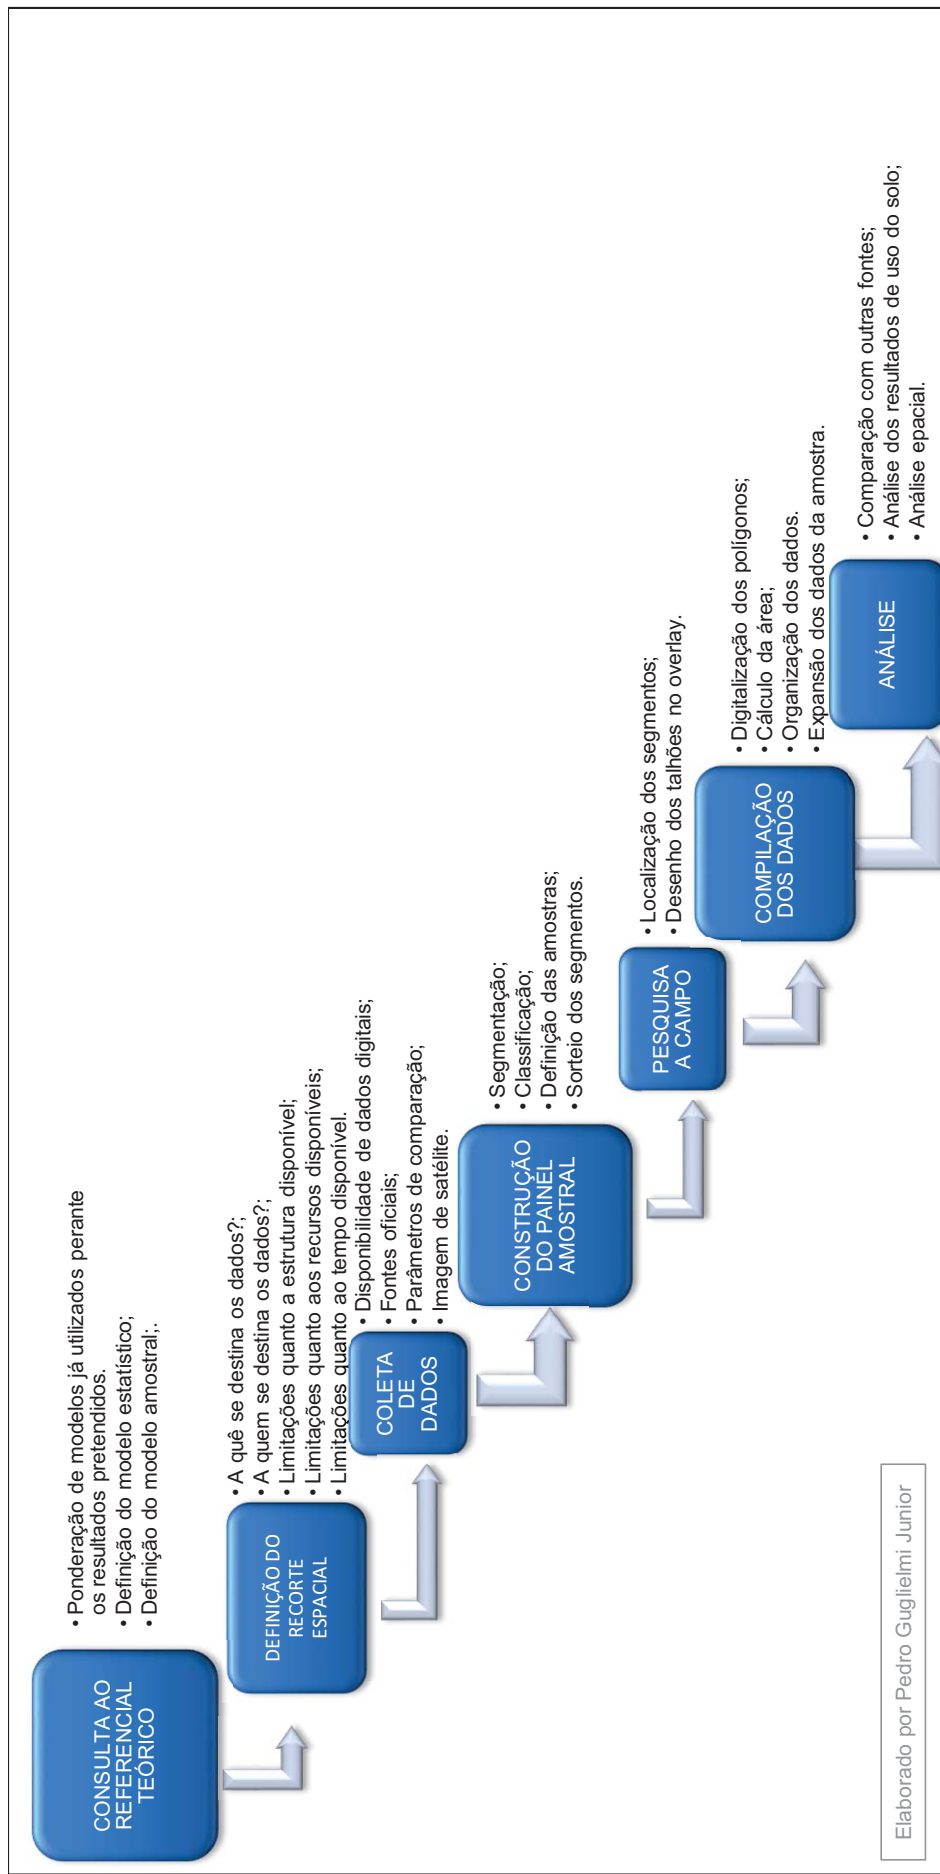 CONSULTA AO
REFERENCIAL
TEÓRICO
• Ponderação de modelos já utilizados perante
os resultados pretendidos.
• Definição do modelo estatístico;
• Definição do modelo amostral;.
DEFINIÇÃO DO
RECORTE
ESPACIAL
• A quê se destina os dados?;
• A quem se destina os dados?;
• Limitações quanto a estrutura disponível;
• Limitações quanto aos recursos disponíveis;
• Limitações quanto ao tempo disponível.
COLETA
DE
DADOS
• Disponibilidade de dados digitais;
• Fontes oficiais;
• Parâmetros de comparação;
• Imagem de satélite.
CONSTRUÇÃO
DO PAINEL
AMOSTRAL
• Segmentação;
• Classificação;
• Definição das amostras;
• Sorteio dos segmentos.
PESQUISA
A CAMPO
• Localização dos segmentos;
• Desenho dos talhões no overlay.
COMPILAÇÃO
DOS DADOS
• Digitalização dos polígonos;
• Cálculo da área;
• Organização dos dados.
• Expansão dos dados da amostra.
ANÁLISE
• Comparação com outras fontes;
• Análise dos resultados de uso do solo;
• Análise epacial.
Elaborado por Pedro Guglielmi Junior